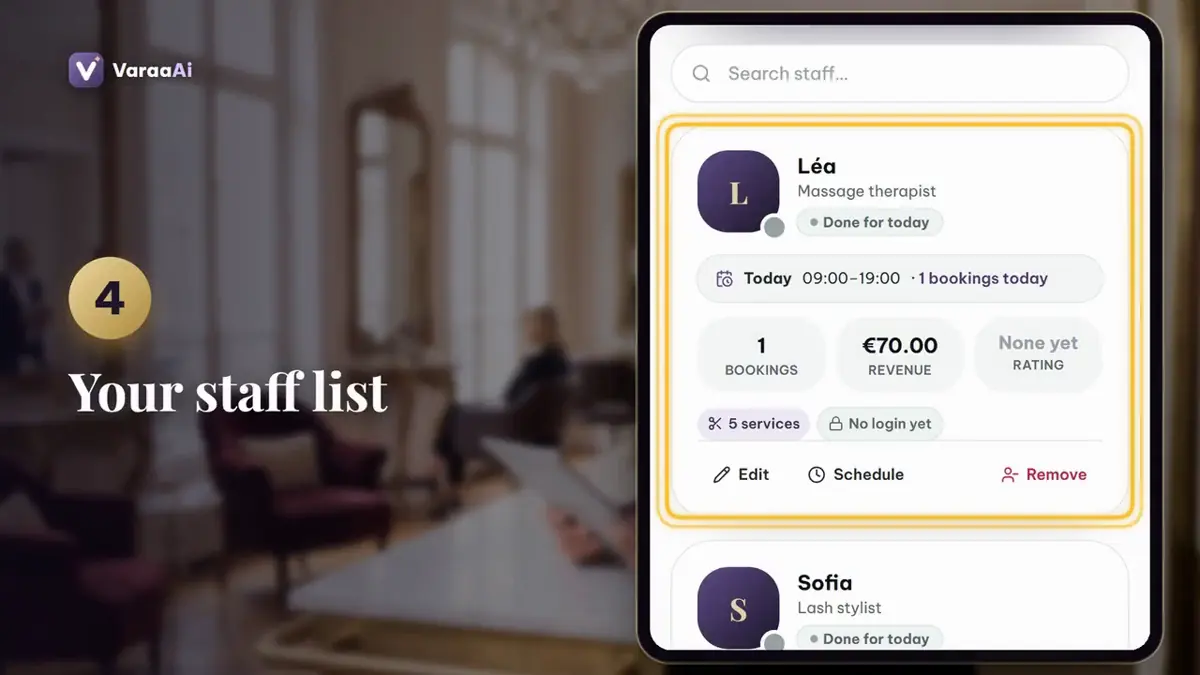 VaraaAi
4
Your staff list
Search staff...
L
Léa
Massage therapist
Done for today
Today 09:00–19:00 · 1 bookings today
1
BOOKINGS
€70.00
REVENUE
None yet
RATING
5 services
No login yet
Edit
Schedule
Remove
S
Sofia
Lash stylist
Done for today